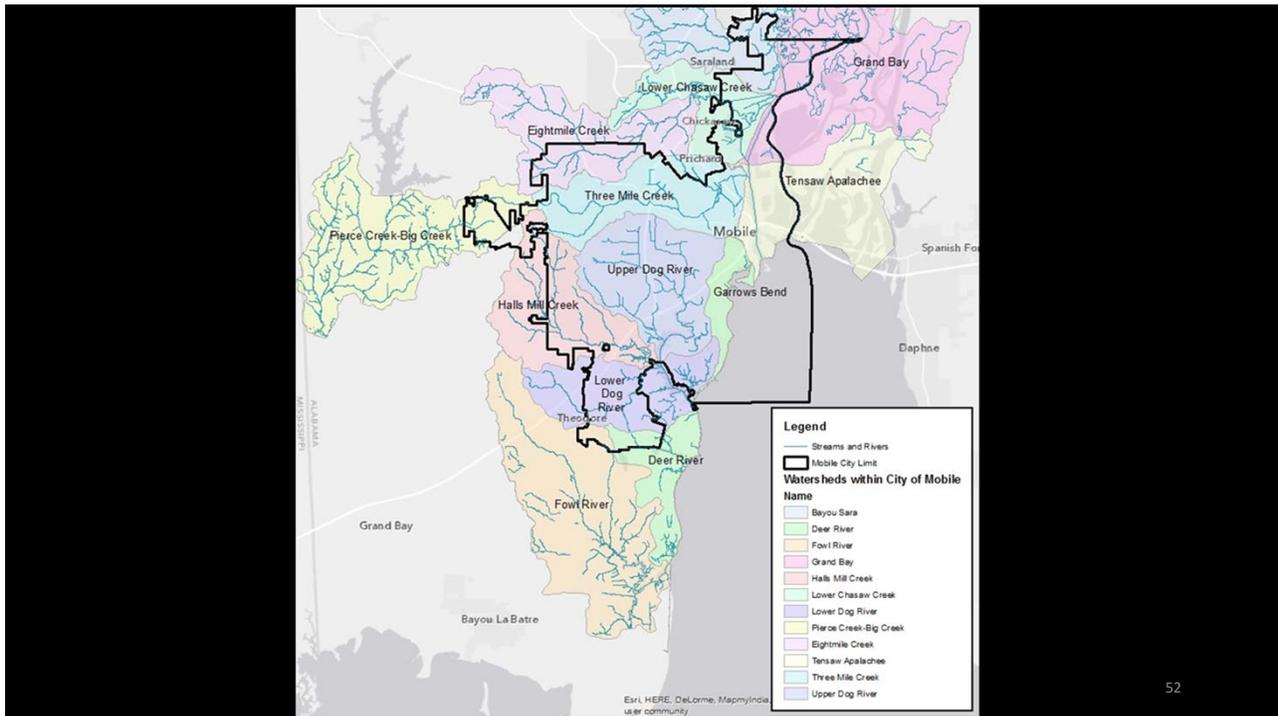 Saraland
Grand Bay
Lower Chasaw Creek
Eightmile Creek
Prichard
Tensaw Apalachee
Three Mile Creek
Pierce Creek-Big Creek
Mobile
Spanish For
Upper Dog River
Garrows Bend
Halls Mill Creek
Daphne
Lower
Dog
River
Theodore
ALABAMA
MISSISSIPPI
Deer River
Fowl River
Grand Bay
Bayou La Batre
Legend
Streams and Rivers
Mobile City Limit
Watersheds within City of Mobile
Name
Bayou Sara
Deer River
Fowl River
Grand Bay
Halls Mill Creek
Lower Chasaw Creek
Lower Dog River
Pierce Creek-Big Creek
Eightmile Creek
Tensaw Apalachee
Three Mile Creek
Upper Dog River
Esri, HERE, DeLorme, MapmyIndia,
user community
52